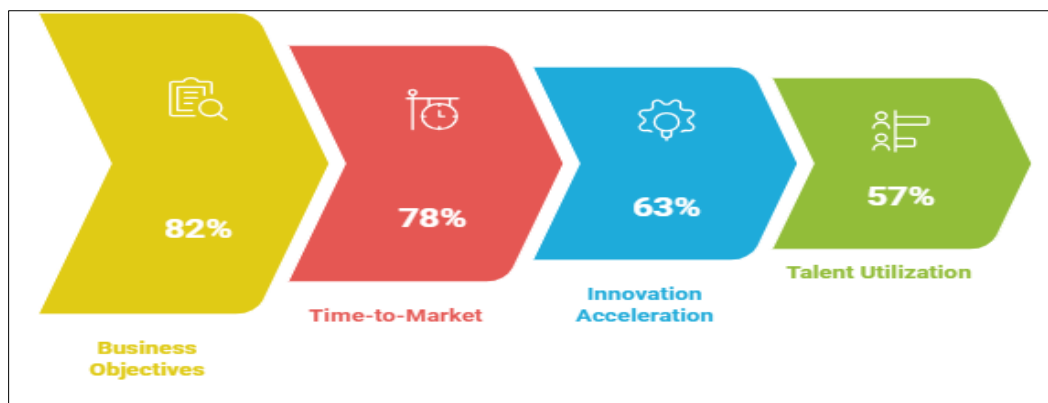 82%
Business
Objectives
78%
Time-to-Market
63%
Innovation
Acceleration
57%
Talent Utilization